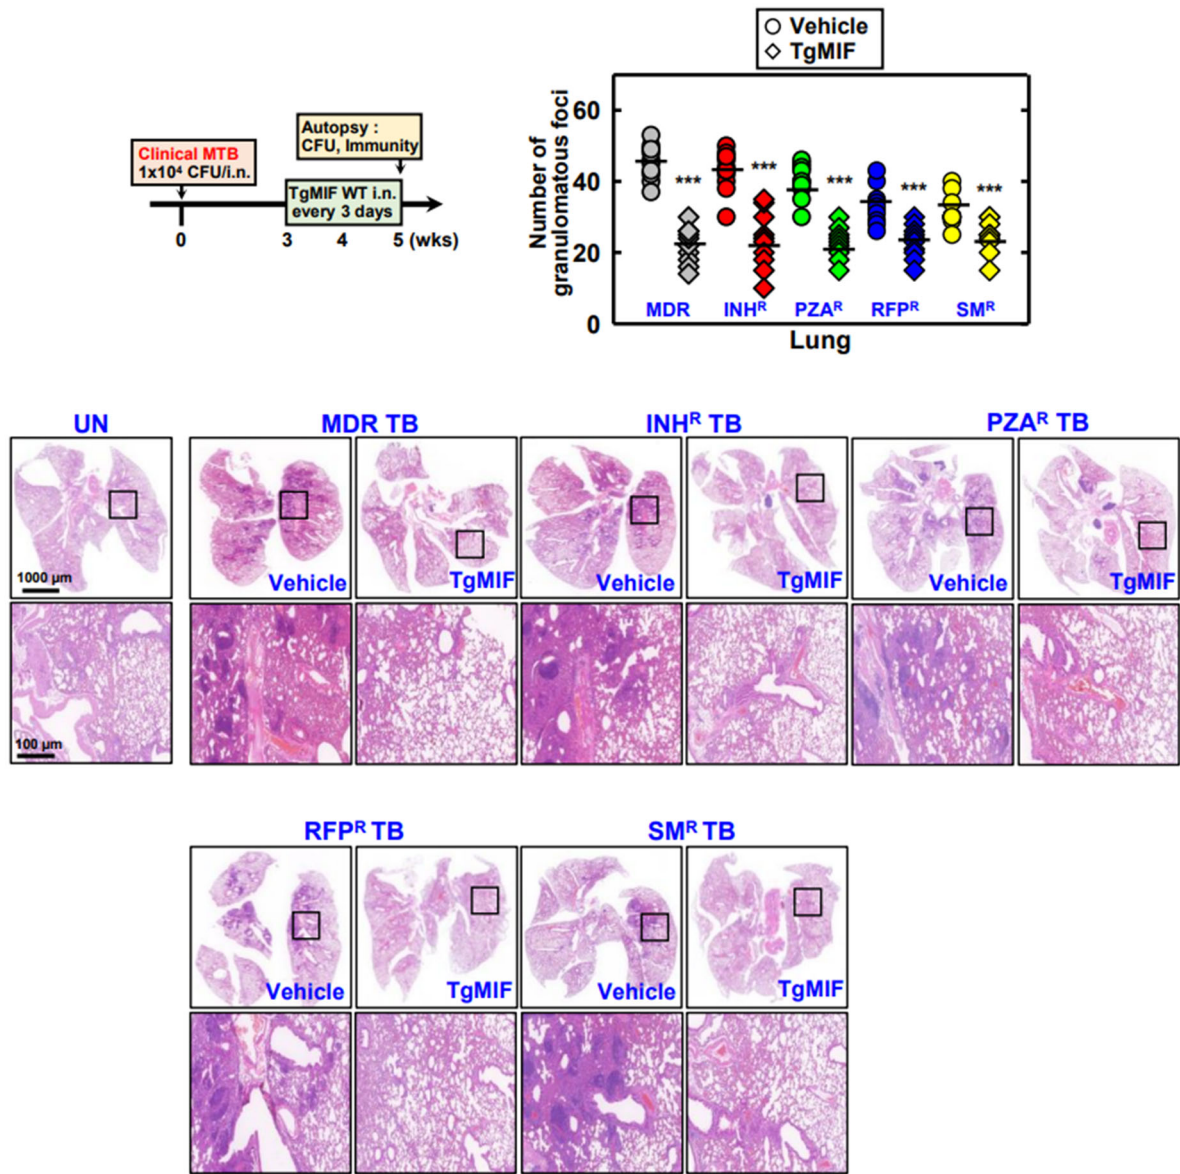 Vehicle
TgMIF
Autopsy :
CFU, Immunity
Clinical MTB
1x10⁴ CFU/i.n.
TgMIF WT i.n.
every 3 days
0 3 4 5 (wks)
Number of
granulomatous foci
60
40
20
0
*** *** *** *** ***
MDR INHᴿ PZAᴿ RFPᴿ SMᴿ
Lung
UN MDR TB INHᴿ TB PZAᴿ TB
1000 µm
Vehicle TgMIF Vehicle TgMIF Vehicle TgMIF
100 µm
RFPᴿ TB SMᴿ TB
Vehicle TgMIF Vehicle TgMIF